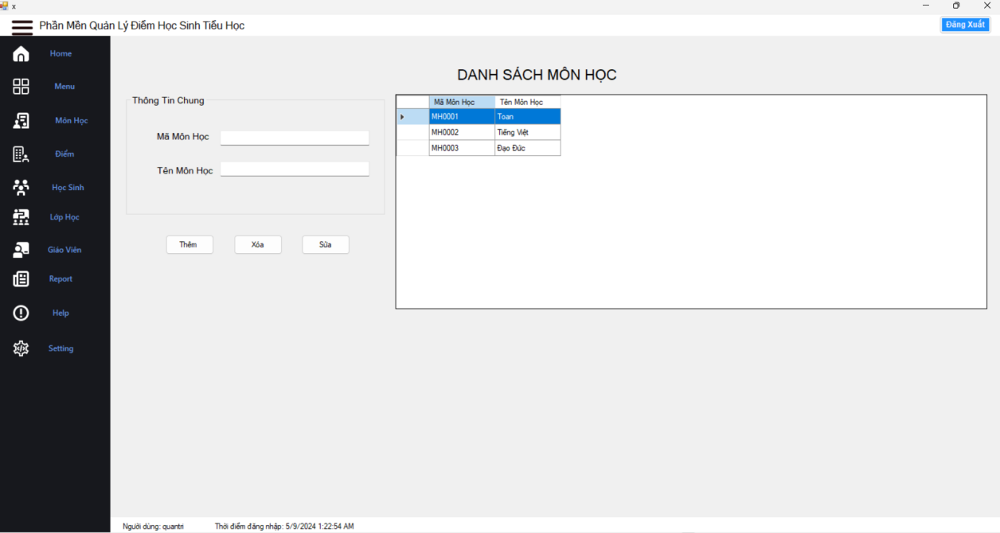 x
Phần Mền Quản Lý Điểm Học Sinh Tiểu Học
Đăng Xuất
Home
Menu
Môn Học
Điểm
Học Sinh
Lớp Học
Giáo Viên
Report
Help
Setting
DANH SÁCH MÔN HỌC
Thông Tin Chung
Mã Môn Học
Tên Môn Học
Thêm Xóa Sửa
Mã Môn Học Tên Môn Học
MH0001 Toan
MH0002 Tiếng Việt
MH0003 Đạo Đức
Người dùng: quantri Thời điểm đăng nhập: 5/9/2024 1:22:54 AM